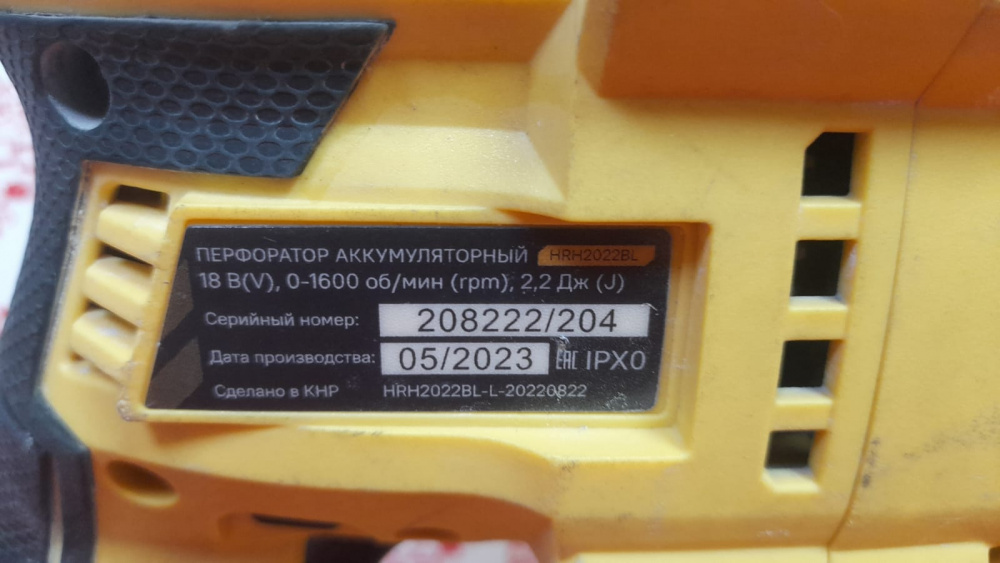 ПЕРФОРАТОР АККУМУЛЯТОРНЫЙ HRH2022BL
18 В(V), 0-1600 об/мин (rpm), 2,2 Дж (J)
Серийный номер: 208222/204
Дата производства: 05/2023 EAC IPX0
Сделано в КНР HRH2022BL-L-20220822